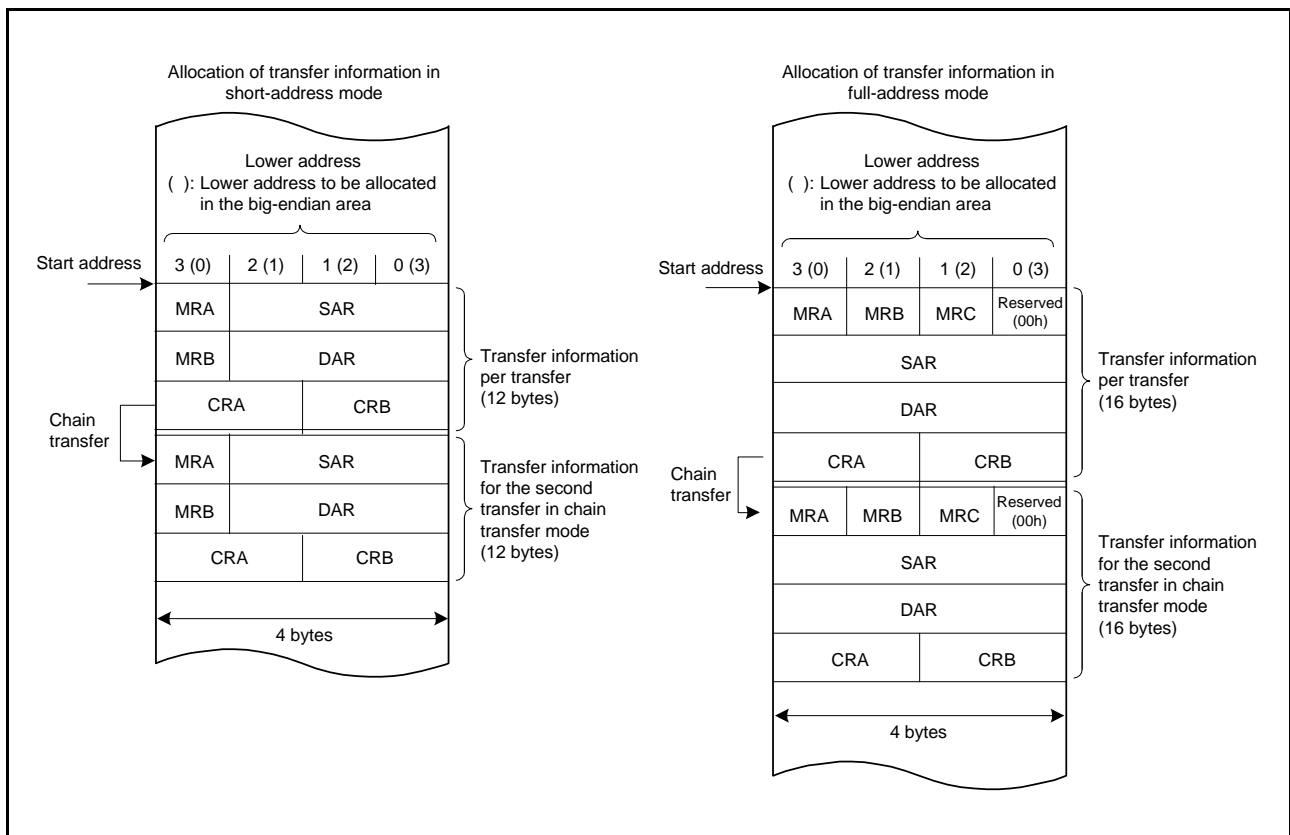 Allocation of transfer information in
short-address mode
Lower address
( ): Lower address to be allocated
in the big-endian area
Start address
3 (0) 2 (1) 1 (2) 0 (3)
MRA SAR
MRB DAR
CRA CRB
Transfer information
per transfer
(12 bytes)
Chain
transfer
MRA SAR
MRB DAR
CRA CRB
Transfer information
for the second
transfer in chain
transfer mode
(12 bytes)
4 bytes
Allocation of transfer information in
full-address mode
Lower address
( ): Lower address to be allocated
in the big-endian area
Start address
3 (0) 2 (1) 1 (2) 0 (3)
MRA MRB MRC Reserved
(00h)
SAR
DAR
CRA CRB
Transfer information
per transfer
(16 bytes)
Chain
transfer
MRA MRB MRC Reserved
(00h)
SAR
DAR
CRA CRB
Transfer information
for the second
transfer in chain
transfer mode
(16 bytes)
4 bytes